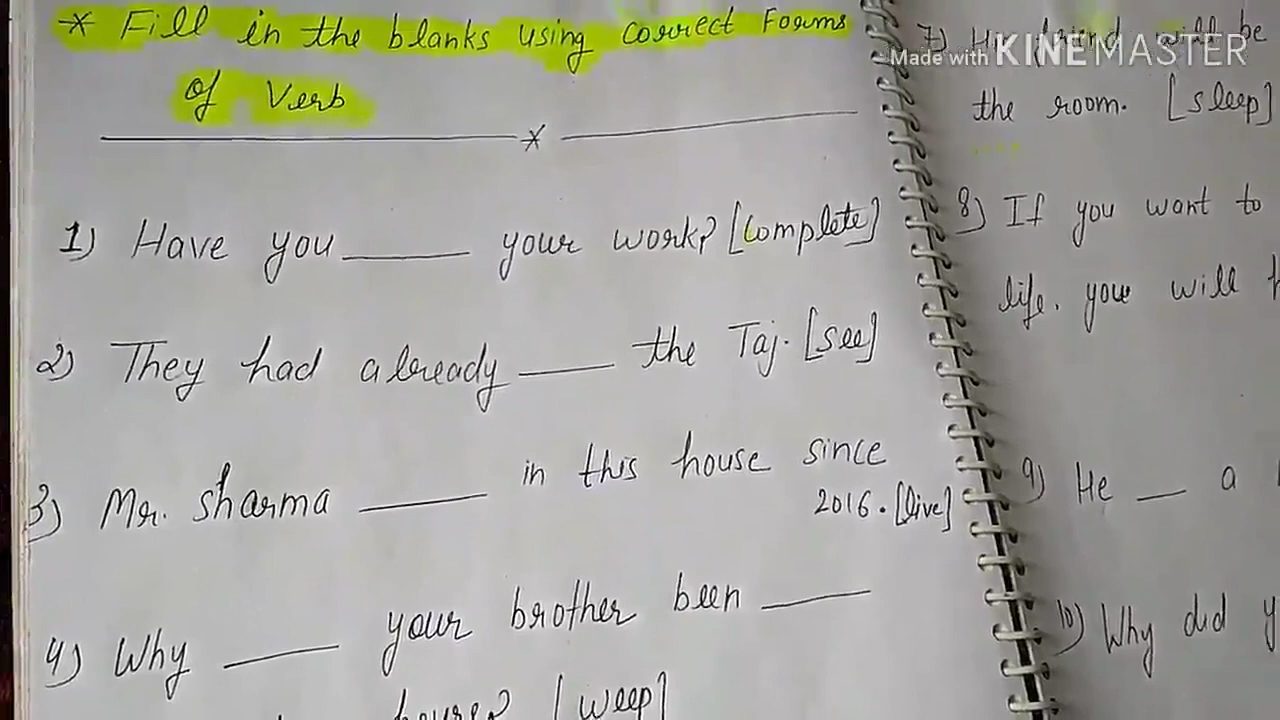 * Fill in the blanks using correct Forms
of Verb
1) Have you ____ your work? [complete]
2) They had already ____ the Taj. [see]
3) Mr. Sharma ____ in this house since
2016. [live]
4) Why ____ your brother been ____
[weep]
Made with KINEMASTER
7) friend will be
the room. [sleep]
8) If you want to
life. you will
9) He __ a
10) Why did